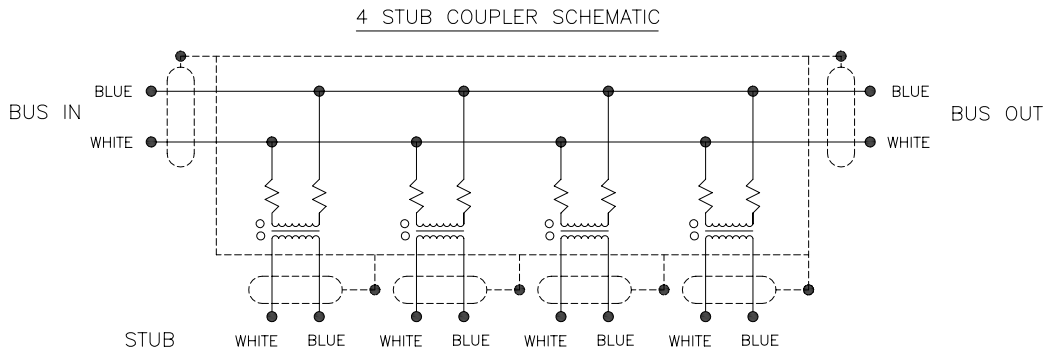 4 STUB COUPLER SCHEMATIC
BLUE BLUE
BUS IN BUS OUT
WHITE WHITE
STUB WHITE BLUE WHITE BLUE WHITE BLUE WHITE BLUE